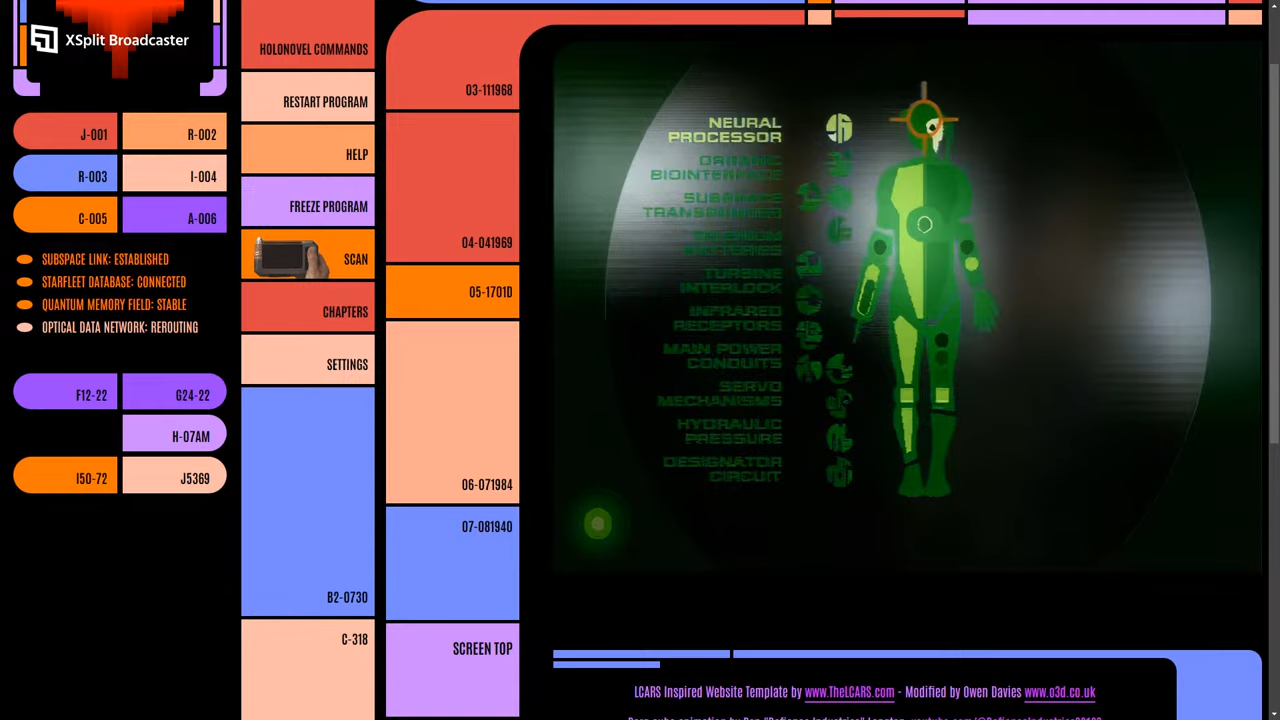 XSplit Broadcaster
J-001
R-002
R-003
I-004
C-005
A-006
SUBSPACE LINK: ESTABLISHED
STARFLEET DATABASE: CONNECTED
QUANTUM MEMORY FIELD: STABLE
OPTICAL DATA NETWORK: REROUTING
F12-22
G24-22
H-07AM
I50-72
J5369
HOLONOVEL COMMANDS
RESTART PROGRAM
HELP
FREEZE PROGRAM
SCAN
CHAPTERS
SETTINGS
B2-0730
C-318
03-111968
04-041969
05-1701D
06-071984
07-081940
SCREEN TOP
NEURAL
PROCESSOR
ORGANIC
BIOINTERFACE
SUBSPACE
TRANSPONDER
BATTERIES
TURBINE
INTERLOCK
INFRARED
RECEPTORS
MAIN POWER
CONDUITS
SERVO
MECHANISMS
HYDRAULIC
PRESSURE
DESIGNATOR
CIRCUIT
LCARS Inspired Website Template by www.TheLCARS.com - Modified by Owen Davies www.o3d.co.uk